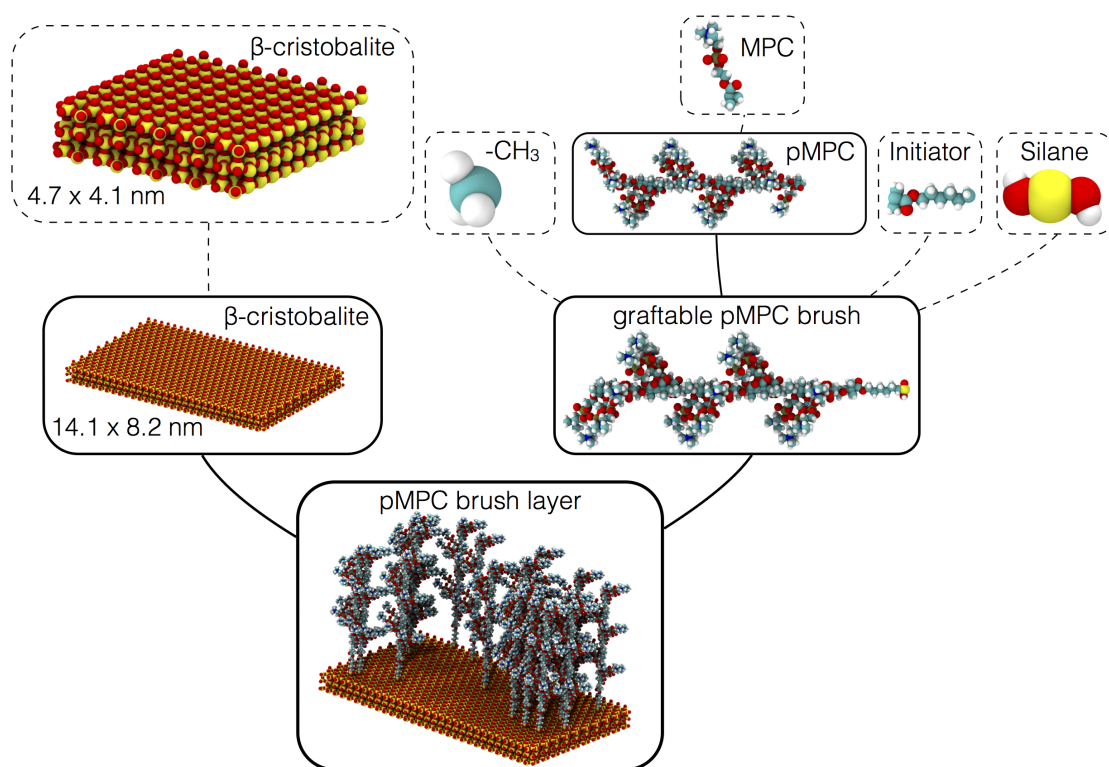 β-cristobalite
4.7 x 4.1 nm
MPC
-CH₃
pMPC
Initiator
Silane
β-cristobalite
14.1 x 8.2 nm
graftable pMPC brush
pMPC brush layer